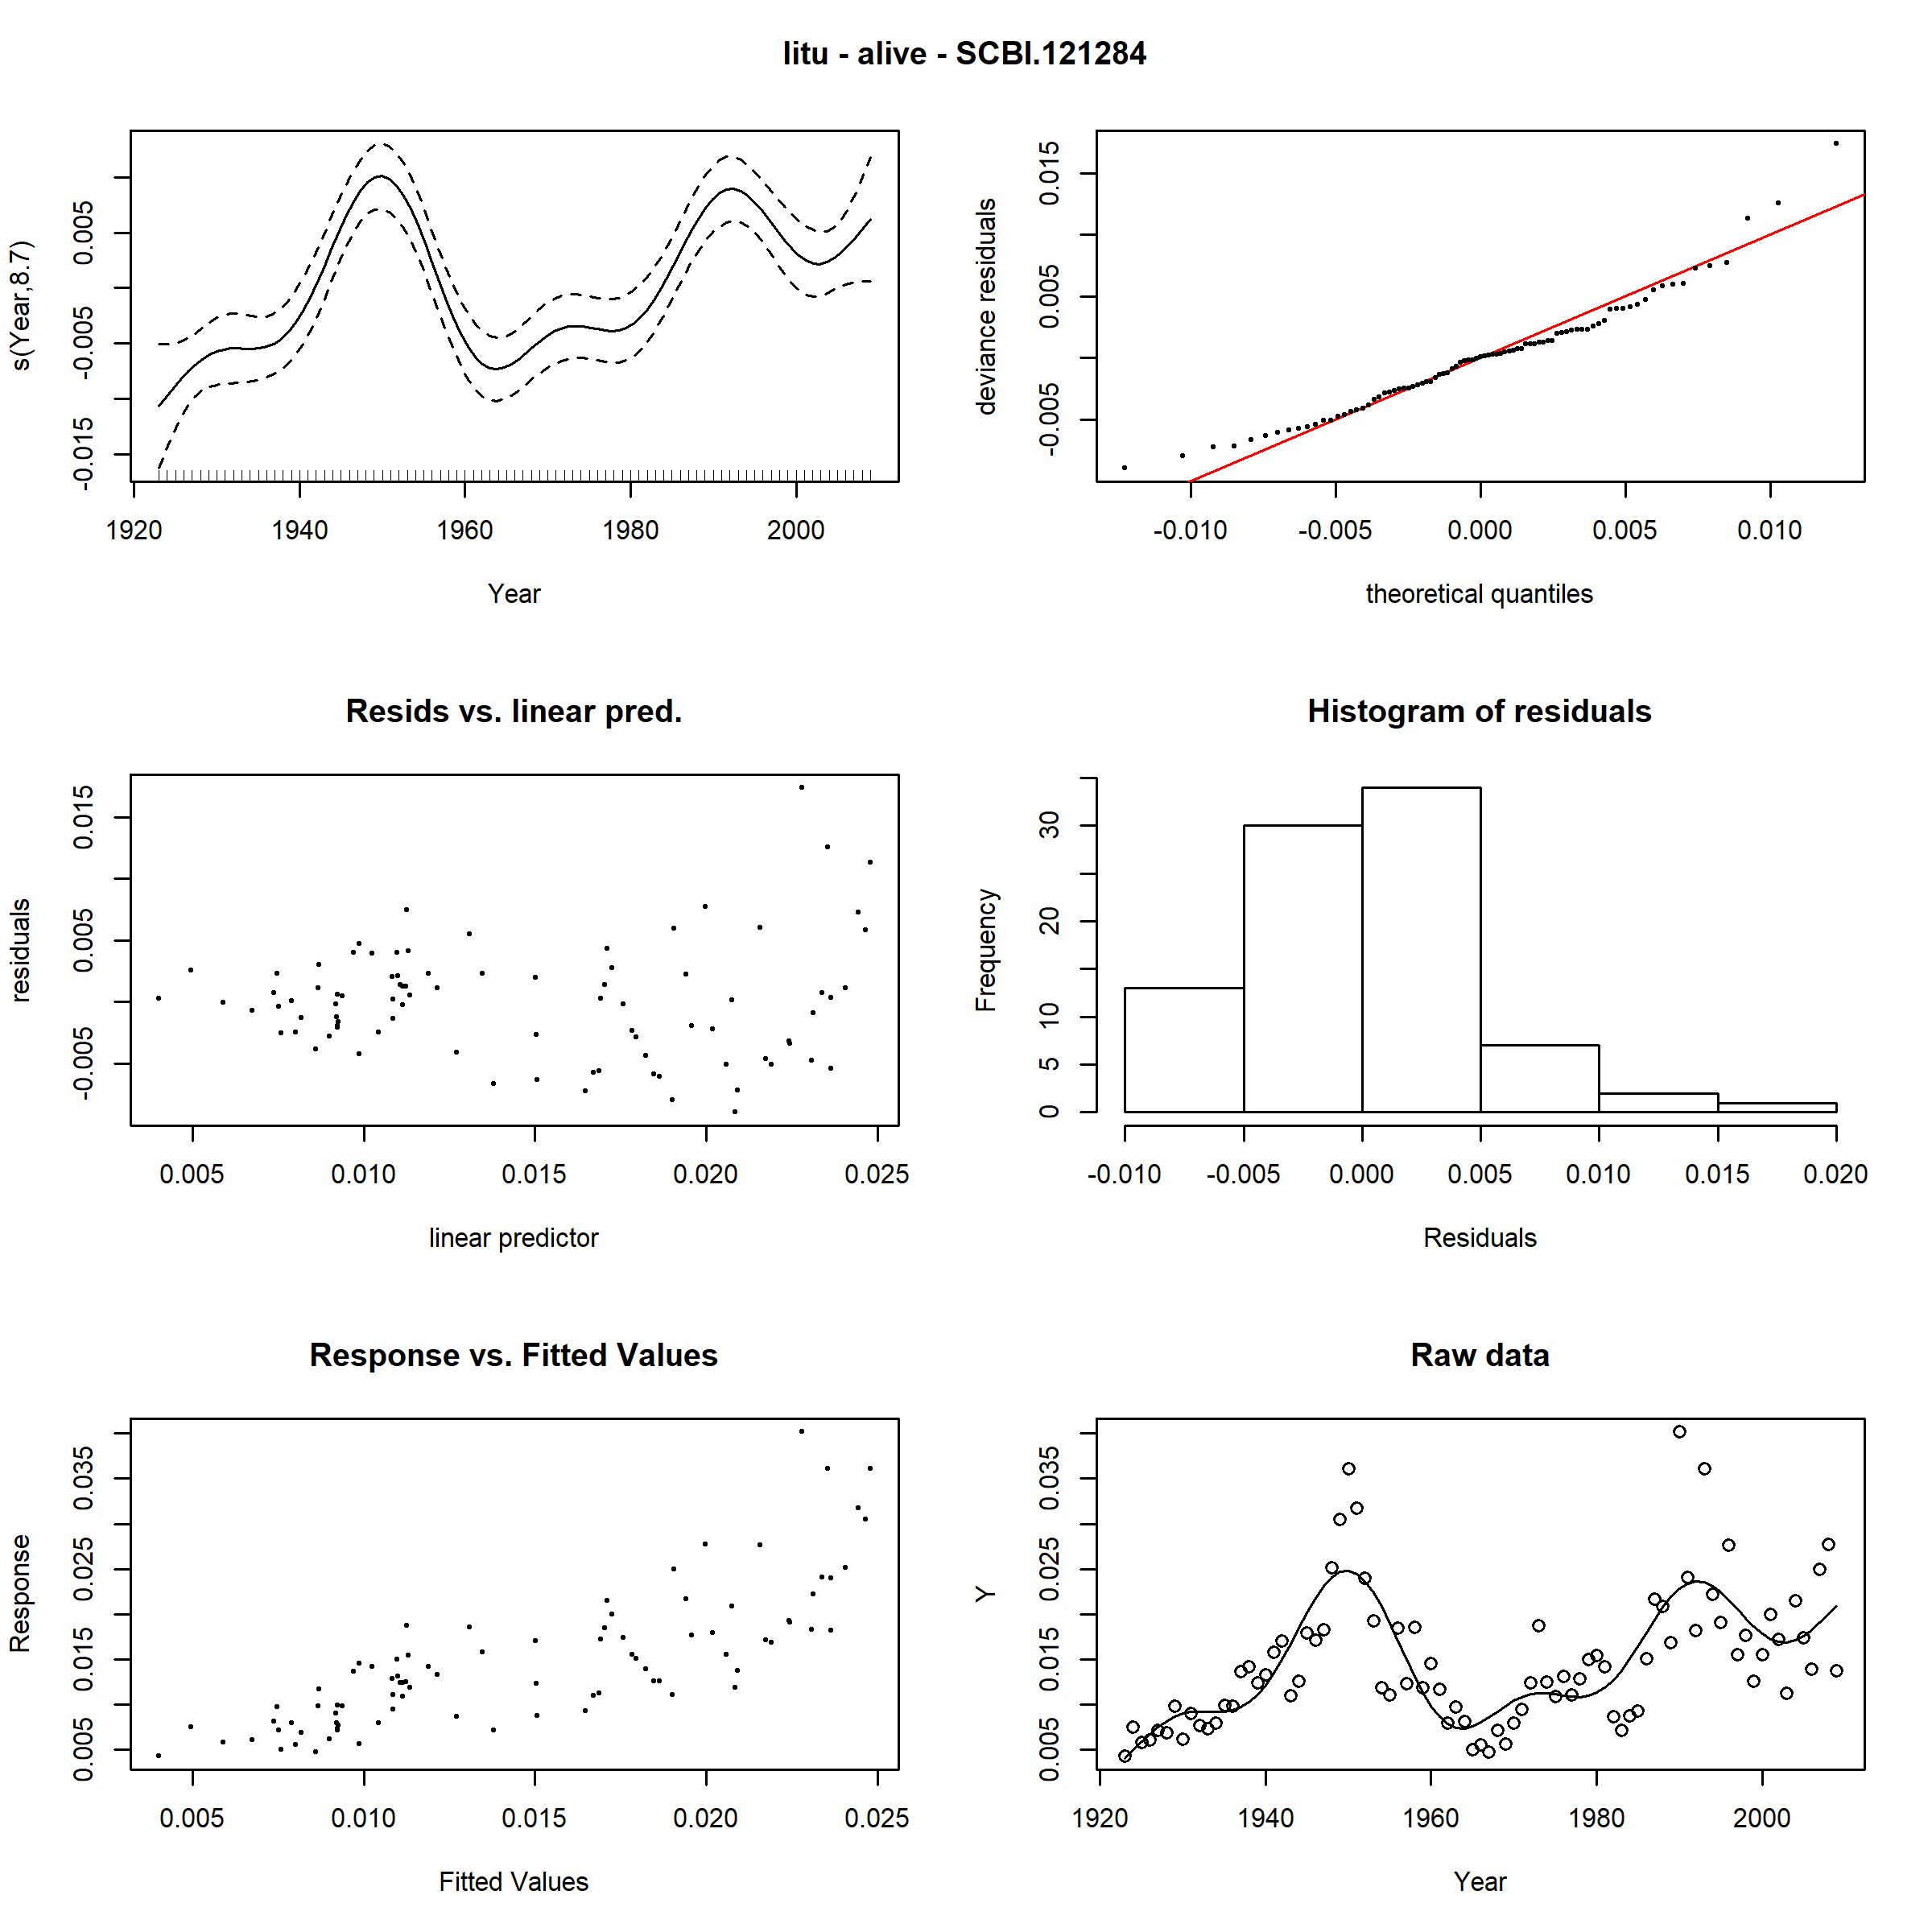 litu - alive - SCBI.121284
s(Year,8.7)
0.005
-0.005
-0.015
1920 1940 1960 1980 2000
Year
deviance residuals
0.015
0.005
-0.005
-0.010 -0.005 0.000 0.005 0.010
theoretical quantiles
Resids vs. linear pred.
residuals
0.015
0.005
-0.005
0.005 0.010 0.015 0.020 0.025
linear predictor
Histogram of residuals
Frequency
30
20
10
5
0
-0.010 -0.005 0.000 0.005 0.010 0.015 0.020
Residuals
Response vs. Fitted Values
Response
0.035
0.025
0.015
0.005
0.005 0.010 0.015 0.020 0.025
Fitted Values
Raw data
Y
0.035
0.025
0.015
0.005
1920 1940 1960 1980 2000
Year